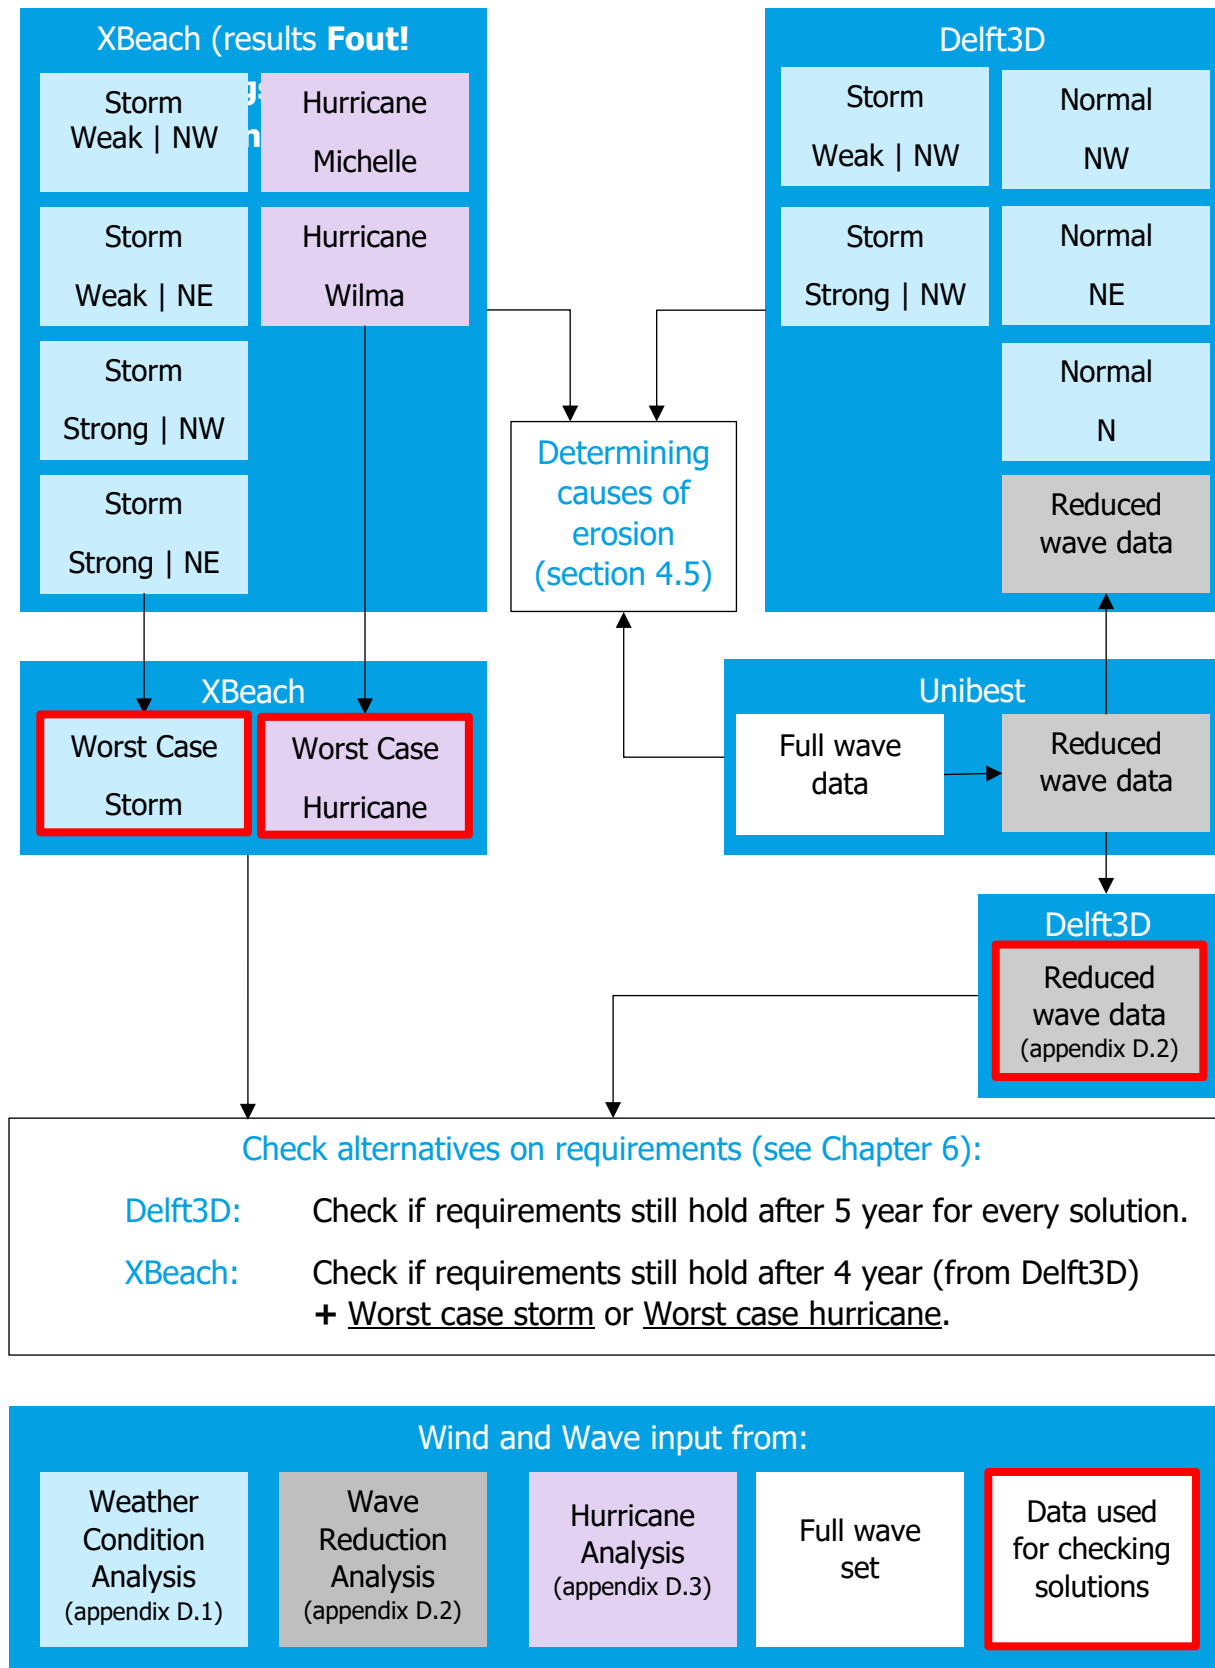 XBeach (results Fout!
Storm
Weak | NW
Hurricane
Michelle
Storm
Weak | NE
Hurricane
Wilma
Storm
Strong | NW
Storm
Strong | NE
Delft3D
Storm
Weak | NW
Normal
NW
Storm
Strong | NW
Normal
NE
Normal
N
Reduced
wave data
Determining
causes of
erosion
(section 4.5)
XBeach
Worst Case
Storm
Worst Case
Hurricane
Unibest
Full wave
data
Reduced
wave data
Delft3D
Reduced
wave data
(appendix D.2)
Check alternatives on requirements (see Chapter 6):
Delft3D: Check if requirements still hold after 5 year for every solution.
XBeach: Check if requirements still hold after 4 year (from Delft3D)
+ Worst case storm or Worst case hurricane.
Wind and Wave input from:
Weather
Condition
Analysis
(appendix D.1)
Wave
Reduction
Analysis
(appendix D.2)
Hurricane
Analysis
(appendix D.3)
Full wave
set
Data used
for checking
solutions